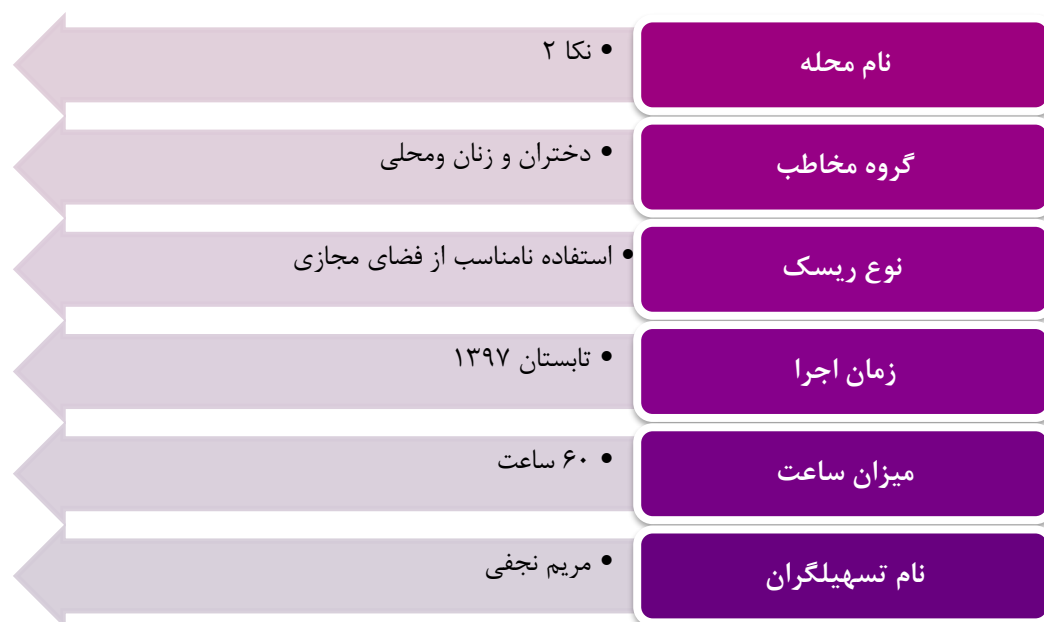 نام محله
• نکا ۲
گروه مخاطب
• دختران و زنان ومحلی
نوع ریسک
• استفاده نامناسب از فضای مجازی
زمان اجرا
• تابستان ۱۳۹۷
میزان ساعت
• ۶۰ ساعت
نام تسهیلگران
• مریم نجفی